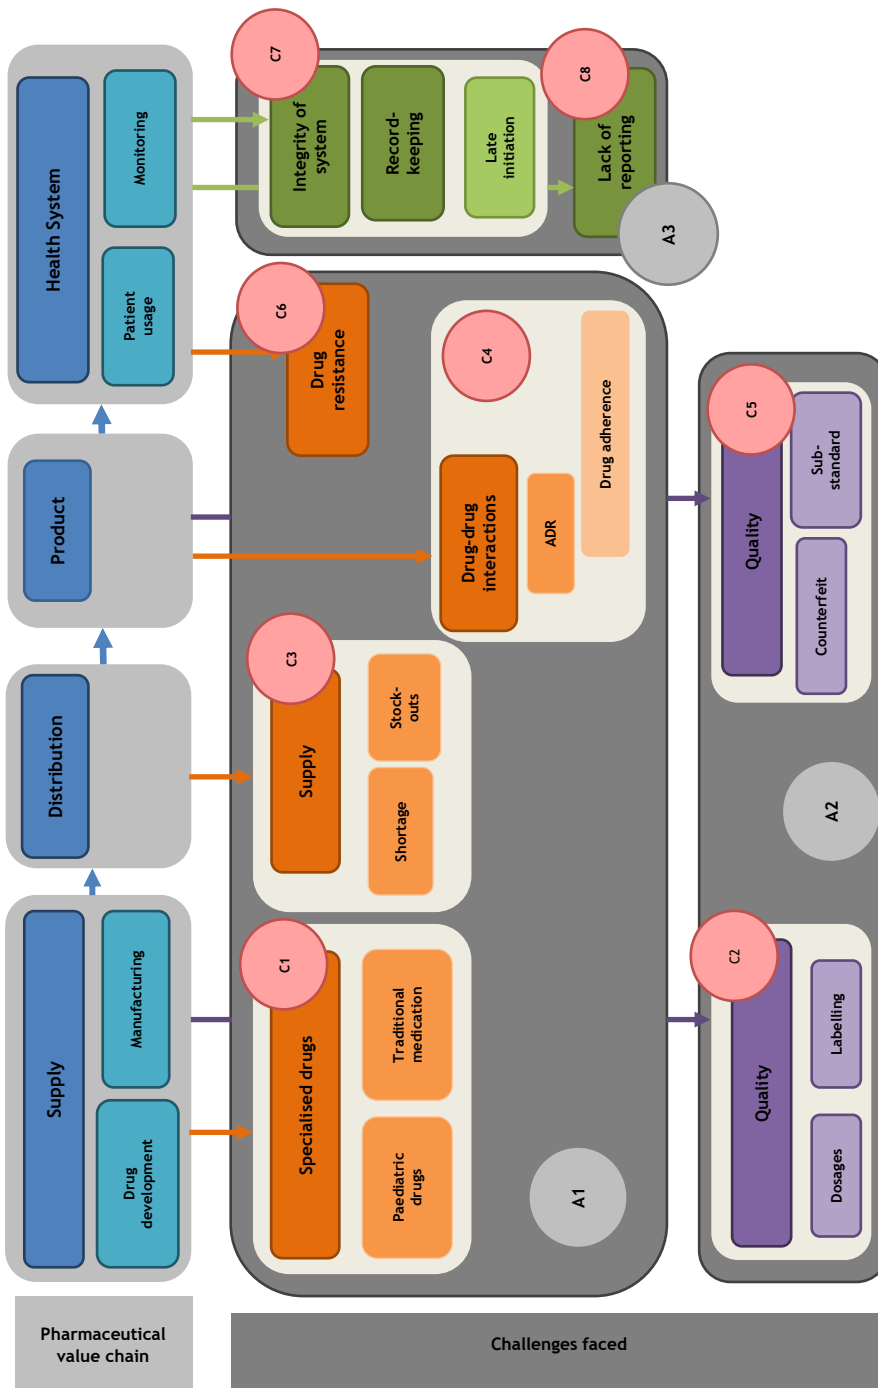 Pharmaceutical
value chain
Supply
Drug
development
Manufacturing
Distribution
Product
Health System
Patient
usage
Monitoring
Challenges faced
A1
C1
Specialised drugs
Paediatric
drugs
Traditional
medication
C3
Supply
Shortage
Stock-
outs
C4
Drug-drug
interactions
ADR
Drug adherence
C6
Drug
resistance
C7
Integrity of
system
Record-
keeping
Late
initiation
C8
Lack of
reporting
A3
C2
Quality
Dosages
Labelling
A2
C5
Quality
Counterfeit
Sub-
standard